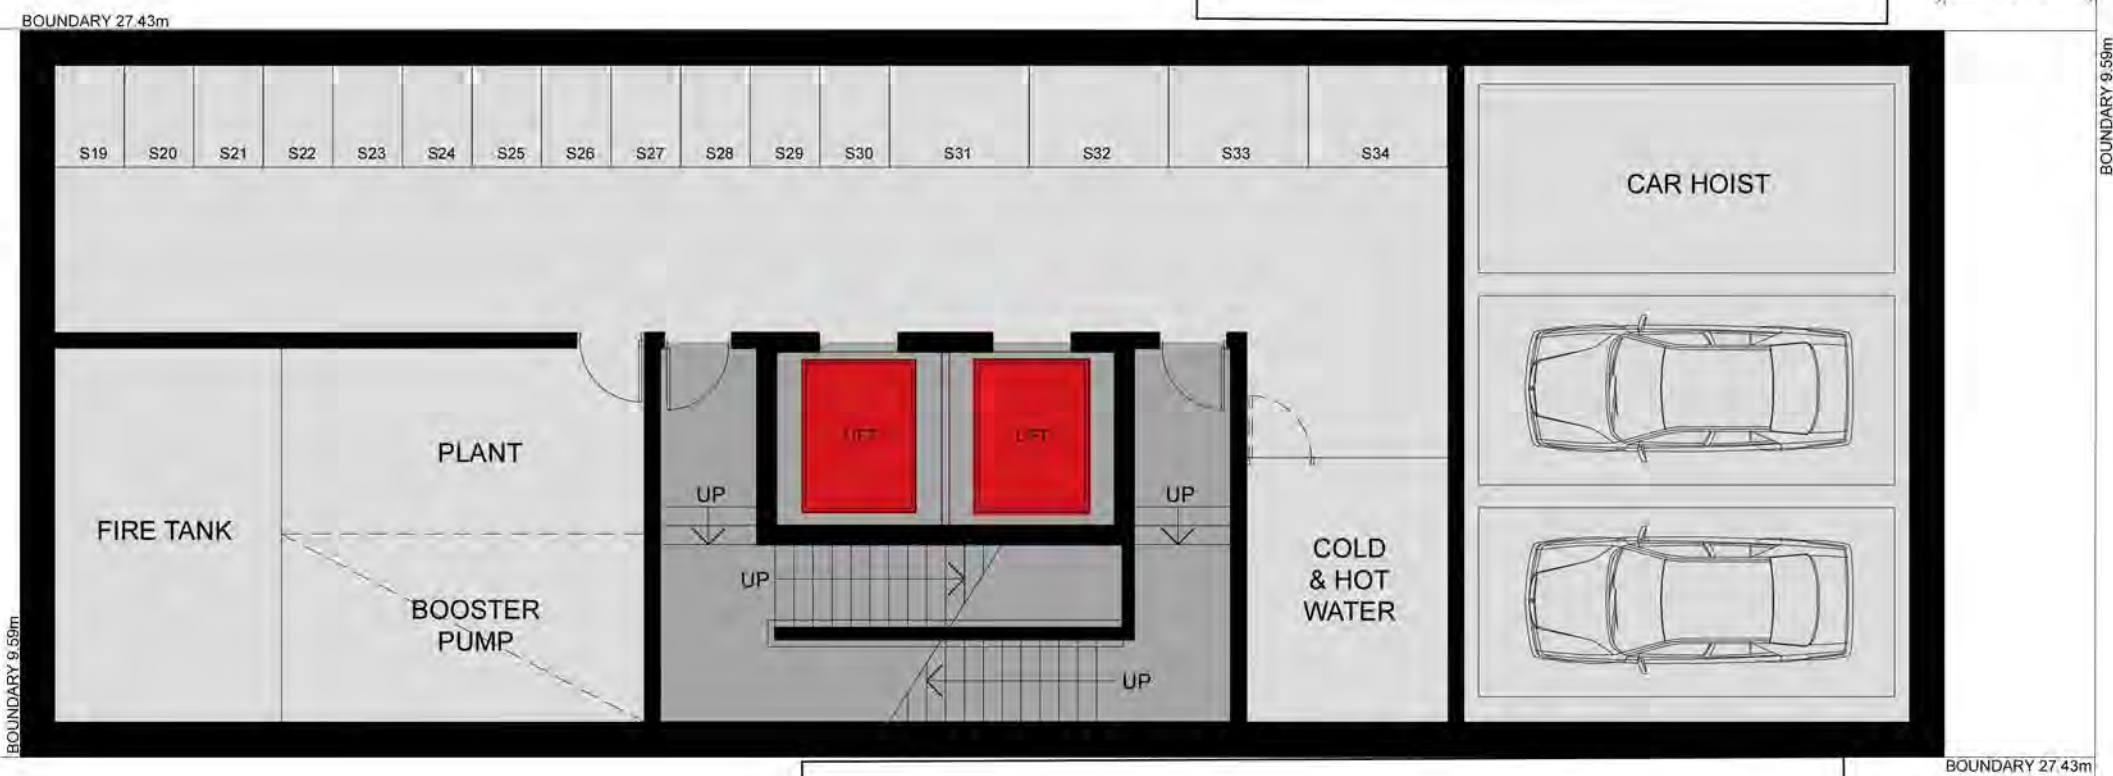 BOUNDARY 27.43m
BOUNDARY 9.59m
S19 S20 S21 S22 S23 S24 S25 S26 S27 S28 S29 S30 S31 S32 S33 S34
CAR HOIST
LIFT LIFT
PLANT
UP UP
FIRE TANK
COLD
& HOT
WATER
UP
BOOSTER
PUMP
UP
BOUNDARY 9.59m
BOUNDARY 27.43m